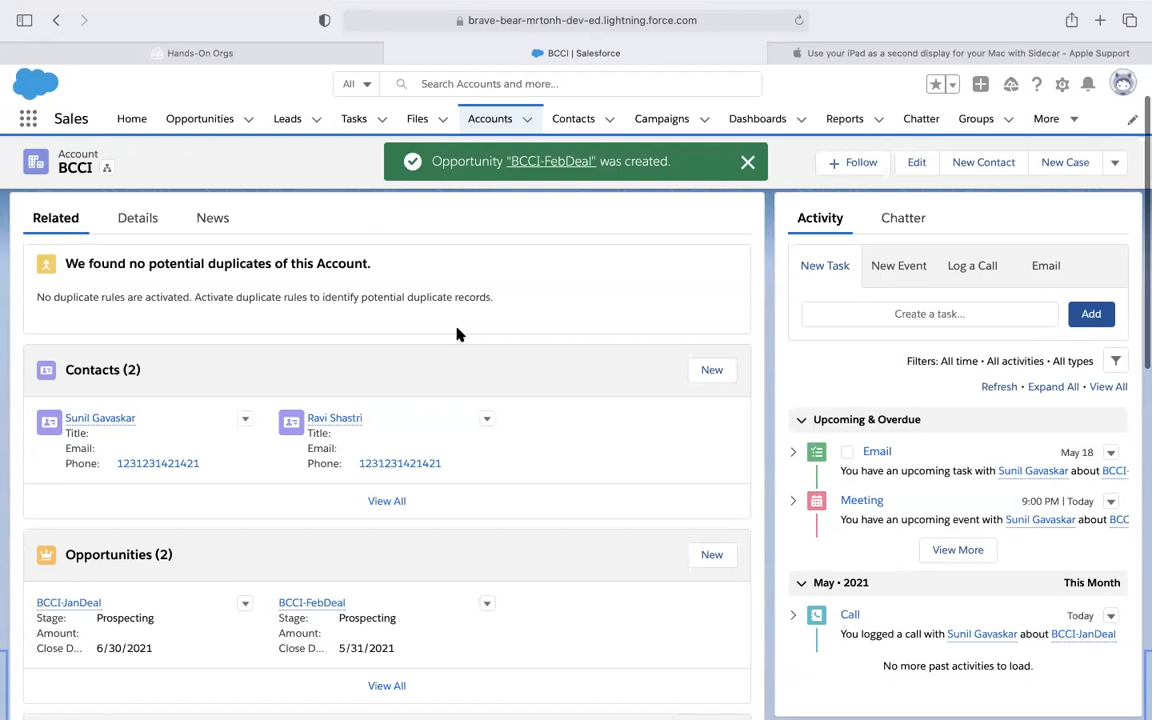 brave-bear-mrtonh-dev-ed.lightning.force.com
Hands-On Orgs
BCCI | Salesforce
Use your iPad as a second display for your Mac with Sidecar - Apple Support
All
Search Accounts and more...
Sales
Home
Opportunities
Leads
Tasks
Files
Accounts
Contacts
Campaigns
Dashboards
Reports
Chatter
Groups
More
Account
BCCI
Opportunity "BCCI-FebDeal" was created.
Follow
Edit
New Contact
New Case
Related
Details
News
We found no potential duplicates of this Account.
No duplicate rules are activated. Activate duplicate rules to identify potential duplicate records.
Contacts (2)
New
Sunil Gavaskar
Title:
Email:
Phone: 1231231421421
Ravi Shastri
Title:
Email:
Phone: 1231231421421
View All
Opportunities (2)
New
BCCI-JanDeal
Stage: Prospecting
Amount:
Close D... 6/30/2021
BCCI-FebDeal
Stage: Prospecting
Amount:
Close D... 5/31/2021
View All
Activity
Chatter
New Task
New Event
Log a Call
Email
Create a task...
Add
Filters: All time • All activities • All types
Refresh • Expand All • View All
Upcoming & Overdue
Email
May 18
You have an upcoming task with Sunil Gavaskar about BCCI-
Meeting
9:00 PM | Today
You have an upcoming event with Sunil Gavaskar about BCC
View More
May • 2021
This Month
Call
Today
You logged a call with Sunil Gavaskar about BCCI-JanDeal
No more past activities to load.